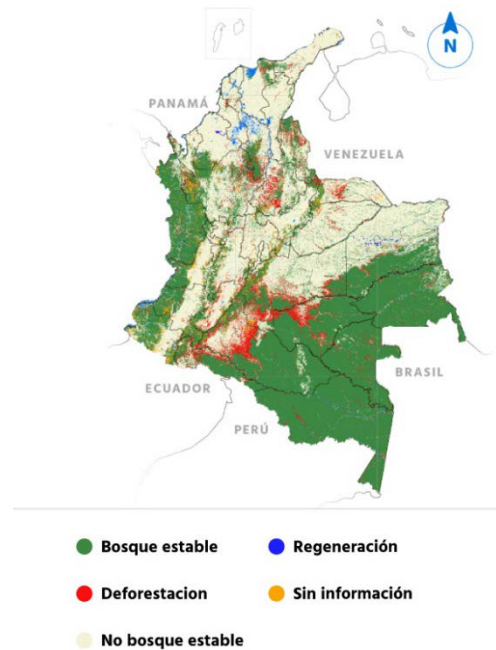 N
PANAMÁ
VENEZUELA
BRASIL
ECUADOR
PERÚ
Bosque estable
Regeneración
Deforestacion
Sin información
No bosque estable